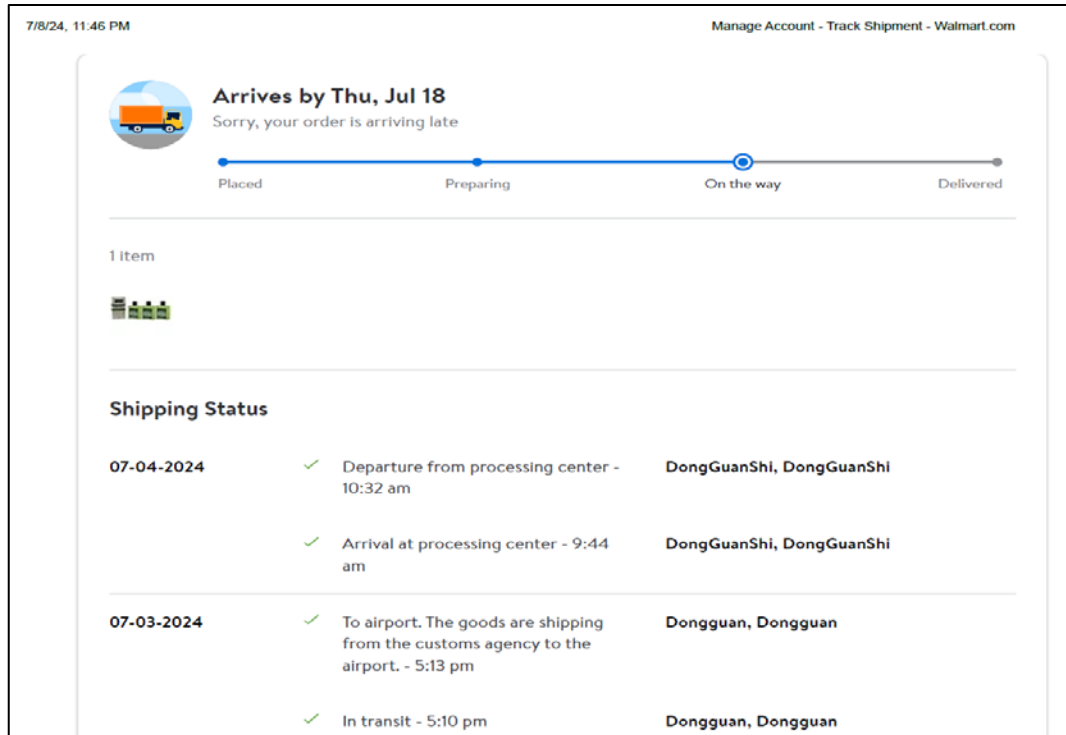 7/8/24, 11:46 PM
Manage Account - Track Shipment - Walmart.com
Arrives by Thu, Jul 18
Sorry, your order is arriving late
Placed
Preparing
On the way
Delivered
1 item
Shipping Status
07-04-2024
Departure from processing center -
10:32 am
DongGuanShi, DongGuanShi
Arrival at processing center - 9:44
am
DongGuanShi, DongGuanShi
07-03-2024
To airport. The goods are shipping
from the customs agency to the
airport. - 5:13 pm
Dongguan, Dongguan
In transit - 5:10 pm
Dongguan, Dongguan